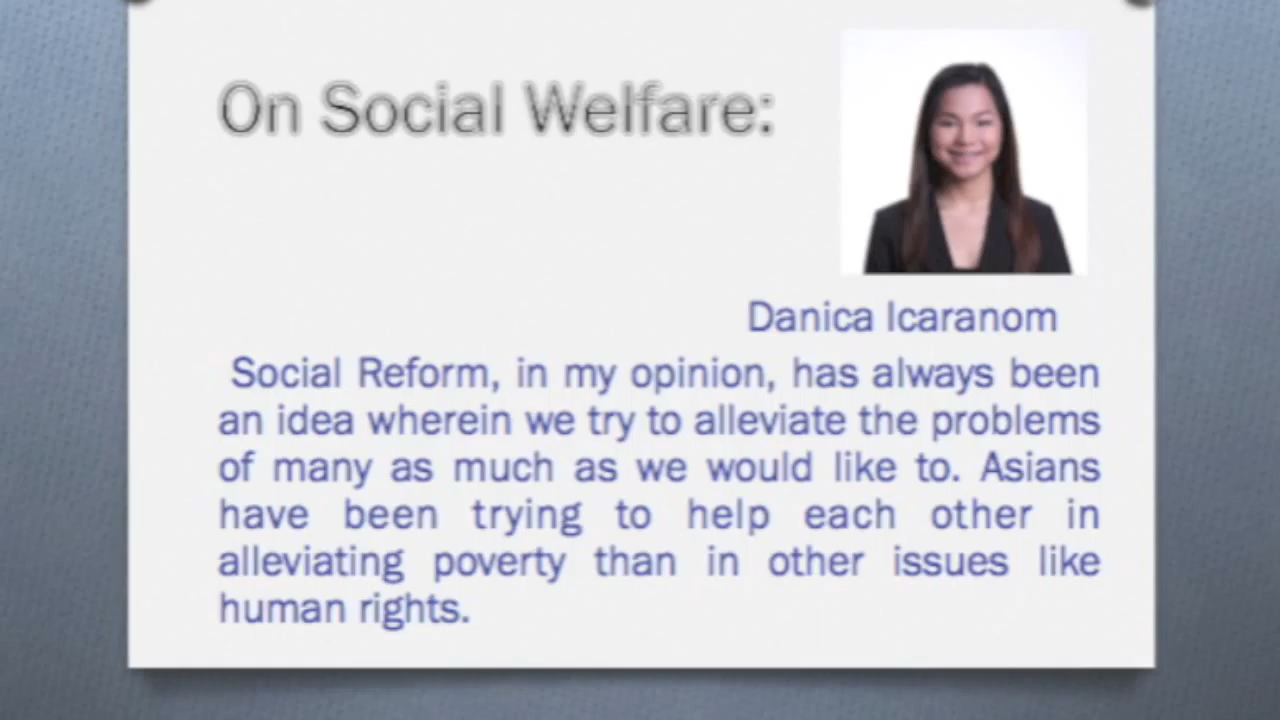 On Social Welfare:
Danica Icaranom
Social Reform, in my opinion, has always been
an idea wherein we try to alleviate the problems
of many as much as we would like to. Asians
have been trying to help each other in
alleviating poverty than in other issues like
human rights.